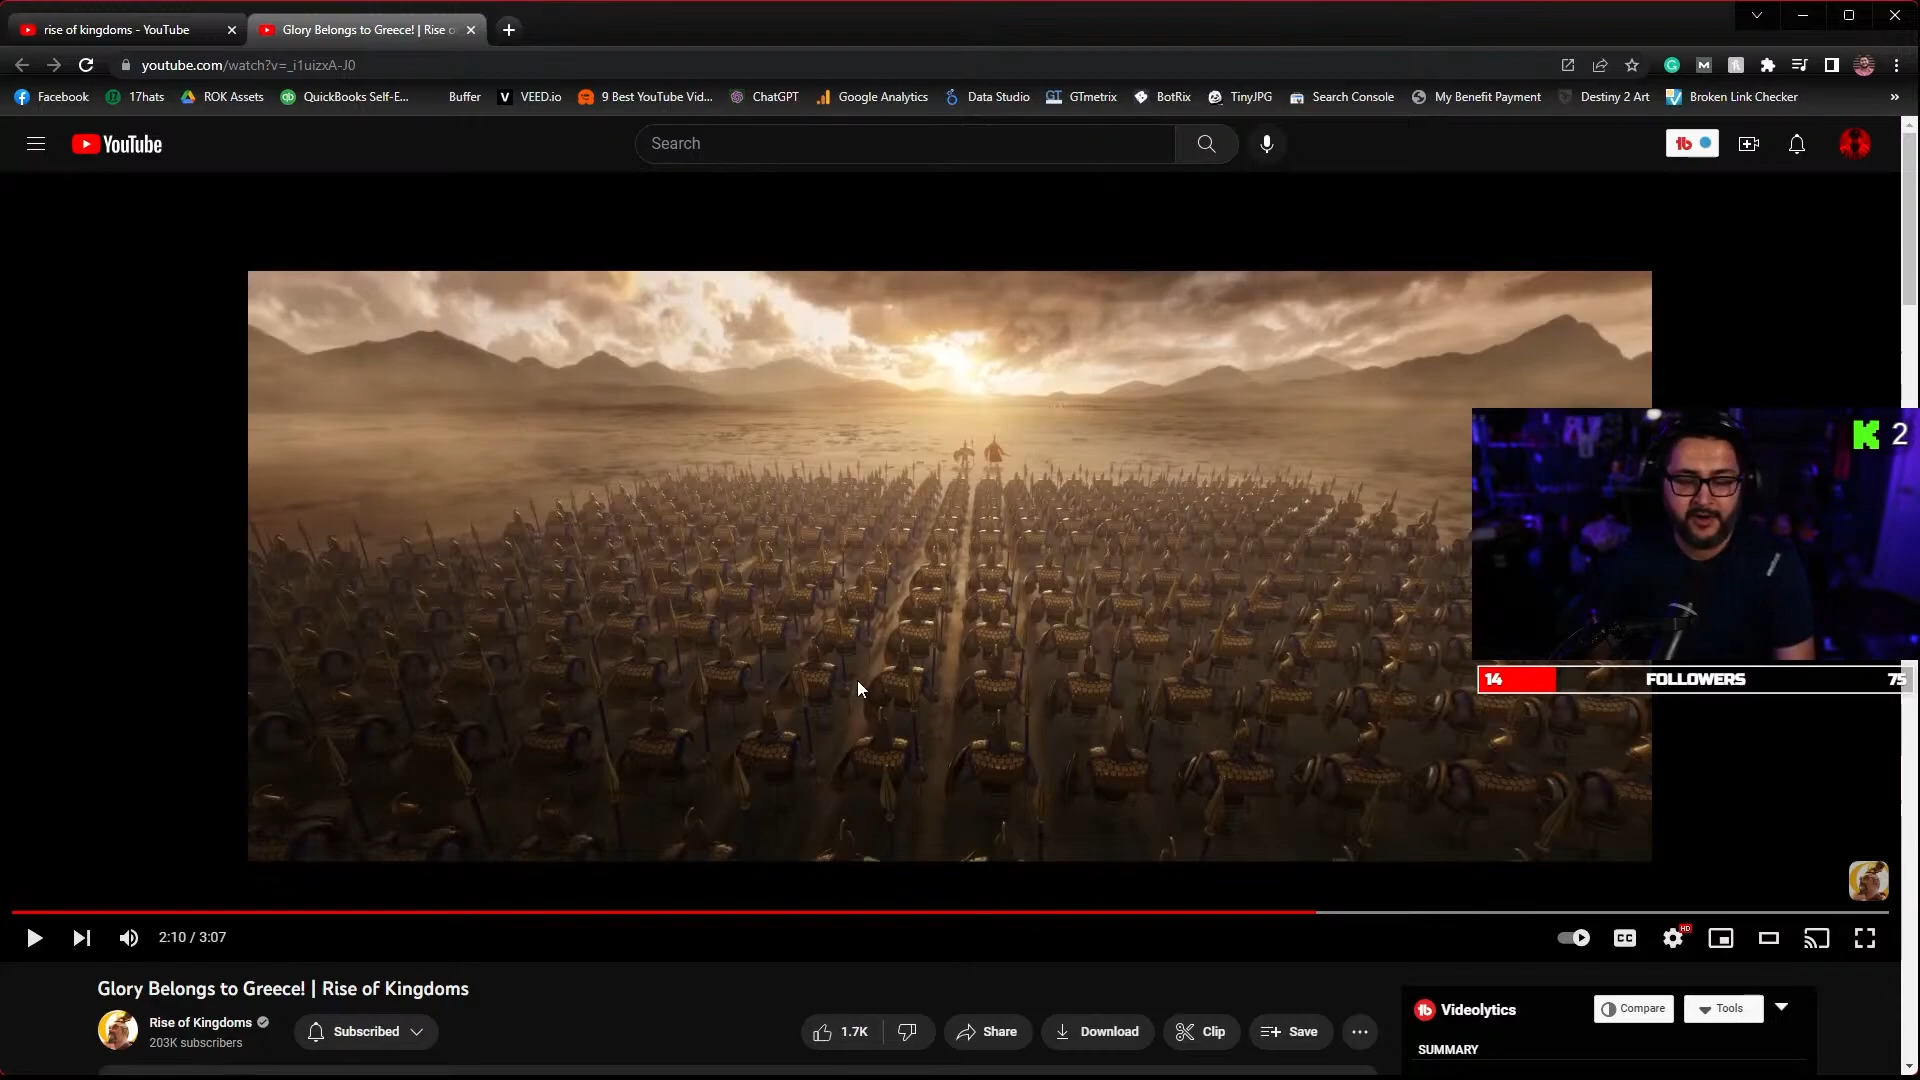 rise of kingdoms - YouTube
Glory Belongs to Greece! | Rise o
youtube.com/watch?v=_i1uizxA-J0
Facebook
17hats
ROK Assets
QuickBooks Self-E...
Buffer
VEED.io
9 Best YouTube Vid...
ChatGPT
Google Analytics
Data Studio
GTmetrix
BotRix
TinyJPG
Search Console
My Benefit Payment
Destiny 2 Art
Broken Link Checker
YouTube
Search
K 2
14 FOLLOWERS 75
2:10 / 3:07
CC
HD
Glory Belongs to Greece! | Rise of Kingdoms
Rise of Kingdoms
203K subscribers
Subscribed
1.7K
Share
Download
Clip
Save
Videolytics
Compare
Tools
SUMMARY